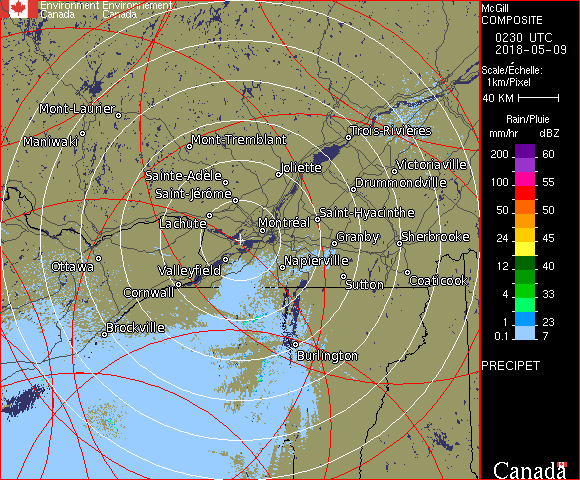 Environment Environnement
Canada Canada
McGill
COMPOSITE
0230 UTC
2018-05-09
Scale/Échelle:
1km/Pixel
40 KM
Rain/Pluie
mm/hr dBZ
200 60
100 55
50 50
24 45
12 40
4 33
1 23
0.1 7
PRECIPET
Canada
Mont-Laurier
Maniwaki
Mont-Tremblant
Trois-Rivières
Sainte-Adèle
Joliette
Victoriaville
Saint-Jérôme
Drummondville
Lachute
Montréal
Saint-Hyacinthe
Granby
Sherbrooke
Ottawa
Valleyfield
Napierville
Cornwall
Sutton
Coaticook
Brockville
Burlington